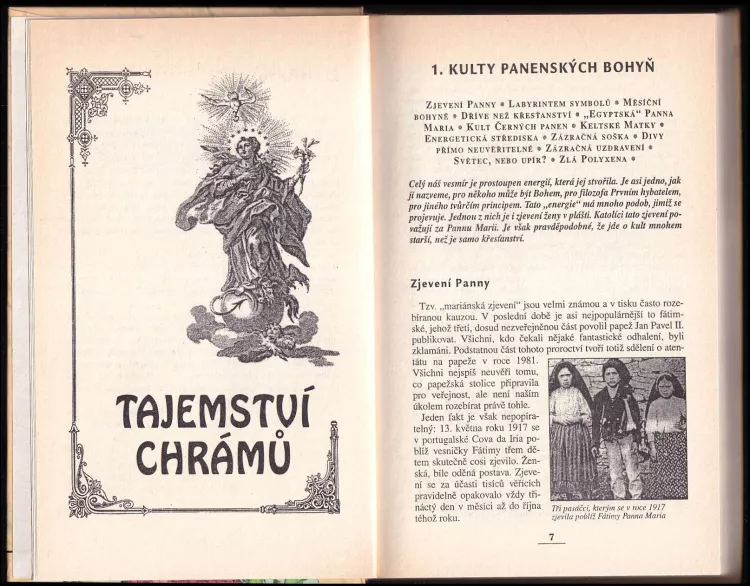 TAJEMSTVÍ
CHRÁMŮ
1. KULTY PANENSKÝCH BOHYŇ
ZJEVENÍ PANNY • LABYRINTEM SYMBOLŮ • MĚSÍČNÍ
BOHYNĚ • DŘÍVE NEŽ KŘESŤANSTVÍ • „EGYPTSKÁ" PANNA
MARIA • KULT ČERNÝCH PANEN • KELTSKÉ MATKY •
ENERGETICKÁ STŘEDISKA • ZÁZRAČNÁ SOŠKA • DIVY
PŘÍMO NEUVĚŘITELNÉ • ZÁZRAČNÁ UZDRAVENÍ •
SVĚTEC, NEBO UPÍR? • ZLÁ POLYXENA •
Celý náš vesmír je prostoupen energií, která jej stvořila. Je asi jedno, jak
ji nazveme, pro někoho může být Bohem, pro filozofa Prvním hybatelem,
pro jiného tvůrčím principem. Tato „energie" má mnoho podob, jimiž se
projevuje. Jednou z nich je i zjevení ženy v plášti. Katolíci tato zjevení po-
važují za Pannu Marii. Je však pravděpodobné, že jde o kult mnohem
starší, než je samo křesťanství.
Zjevení Panny
Tzv. „mariánská zjevení" jsou velmi známou a v tisku často roze-
bíranou kauzou. V poslední době je asi nejpopulárnější to fátim-
ské, jehož třetí, dosud nezveřejněnou část povolil papež Jan Pavel II.
publikovat. Všichni, kdo čekali nějaké fantastické odhalení, byli
zklamáni. Podstatnou část tohoto proroctví tvoří totiž sdělení o aten-
tátu na papeže v roce 1981.
Všichni nejspíš neuvěří tomu,
co papežská stolice připravila
pro veřejnost, ale není naším
úkolem rozebírat právě tohle.
Jeden fakt je však nepopira-
telný: 13. května roku 1917 se
v portugalské Cova da Iria po-
blíž vesničky Fátimy třem dě-
tem skutečně cosi zjevilo. Žen-
ská, bíle oděná postava. Zjeve-
ní se za účasti tisíců věřících
pravidelně opakovalo vždy tři-
náctý den v měsíci až do října
téhož roku.
Tři pasáčci, kterým se v roce 1917
zjevila poblíž Fátimy Panna Maria
7